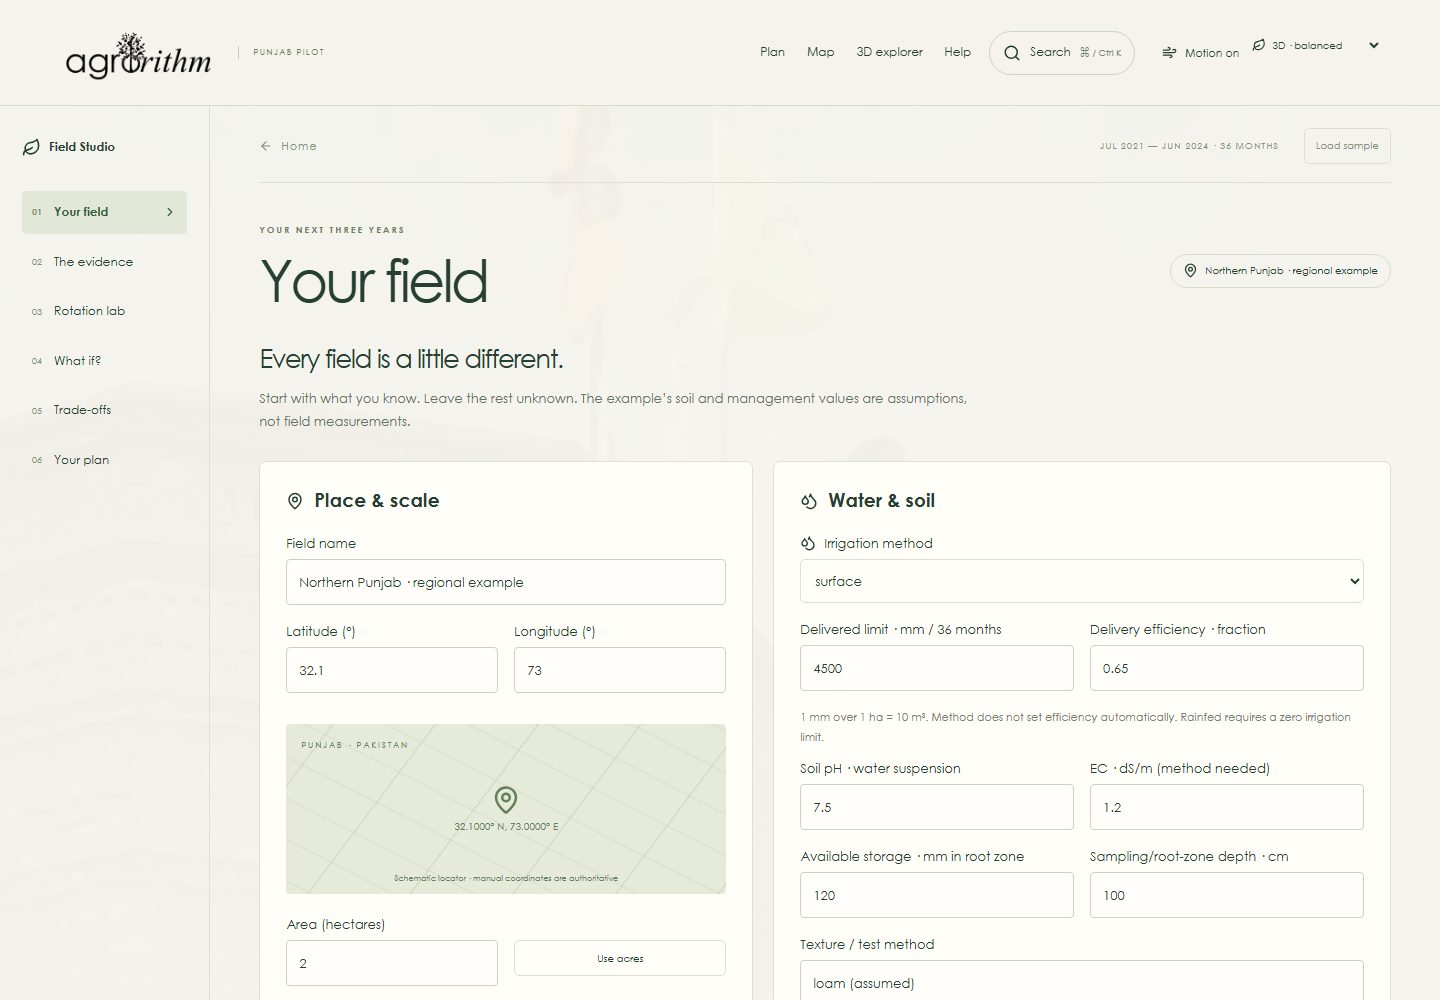 agrorithm
PUNJAB PILOT
Plan
Map
3D explorer
Help
Search ⌘ / Ctrl K
Motion on
3D · balanced
Field Studio
01 Your field
02 The evidence
03 Rotation lab
04 What if?
05 Trade-offs
06 Your plan
← Home
JUL 2021 — JUN 2024 · 36 MONTHS
Load sample
YOUR NEXT THREE YEARS
Your field
Northern Punjab · regional example
Every field is a little different.
Start with what you know. Leave the rest unknown. The example’s soil and management values are assumptions,
not field measurements.
Place & scale
Field name
Northern Punjab · regional example
Latitude (°)
Longitude (°)
32.1
73
PUNJAB · PAKISTAN
32.1000° N, 73.0000° E
Schematic locator · manual coordinates are authoritative
Area (hectares)
2
Use acres
Water & soil
Irrigation method
surface
Delivered limit · mm / 36 months
Delivery efficiency · fraction
4500
0.65
1 mm over 1 ha = 10 m³. Method does not set efficiency automatically. Rainfed requires a zero irrigation
limit.
Soil pH · water suspension
EC · dS/m (method needed)
7.5
1.2
Available storage · mm in root zone
Sampling/root-zone depth · cm
120
100
Texture / test method
loam (assumed)